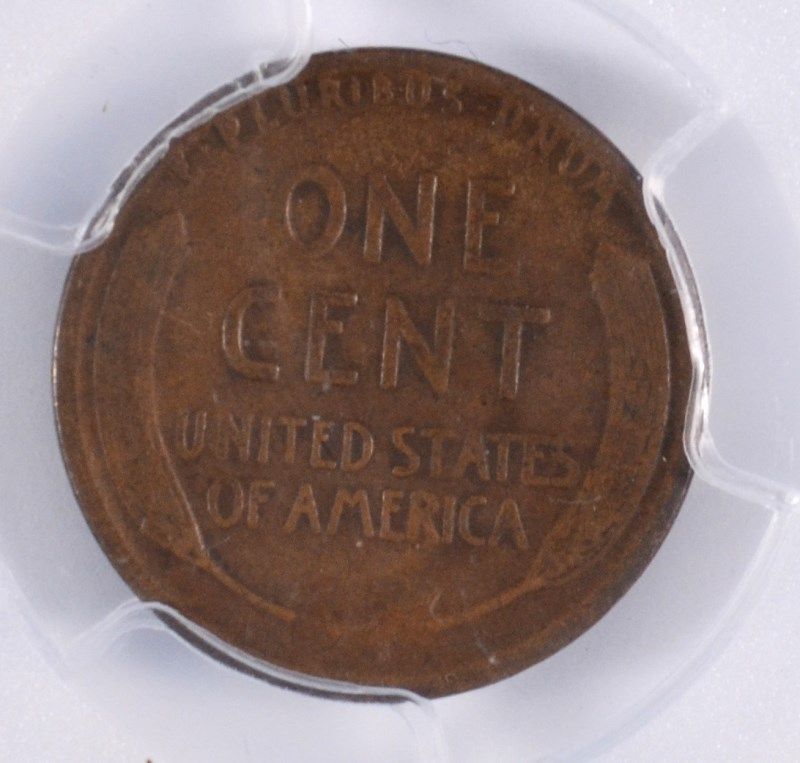 E·PLURIBUS·UNUM
ONE
CENT
UNITED STATES
OF AMERICA